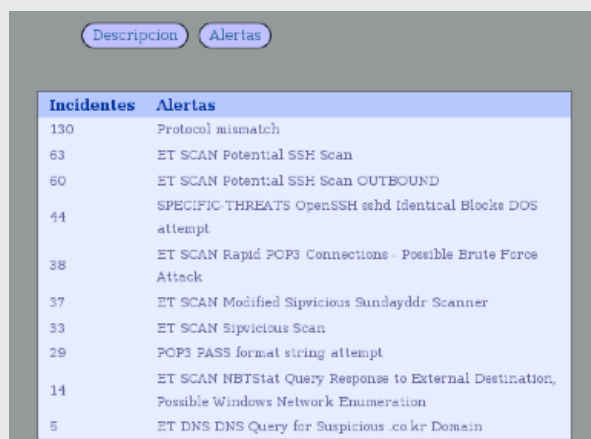 Descripcion Alertas
Incidentes Alertas
130 Protocol mismatch
63 ET SCAN Potential SSH Scan
60 ET SCAN Potential SSH Scan OUTBOUND
44 SPECIFIC-THREATS OpenSSH sshd Identical Blocks DOS
attempt
38 ET SCAN Rapid POP3 Connections - Possible Brute Force
Attack
37 ET SCAN Modified Sipvicious Sundayddr Scanner
33 ET SCAN Sipvicious Scan
29 POP3 PASS format string attempt
14 ET SCAN NBTStat Query Response to External Destination,
Possible Windows Network Enumeration
5 ET DNS DNS Query for Suspicious .co.kr Domain